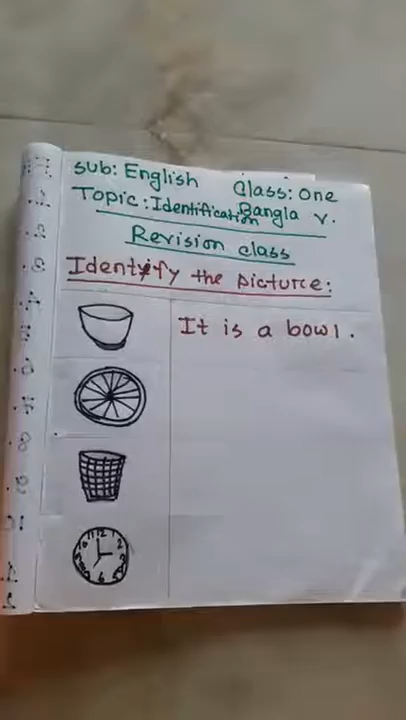 sub: English Class: One
Topic: Identification Bangla v.
Revision class
Identify the picture:
It is a bowl.